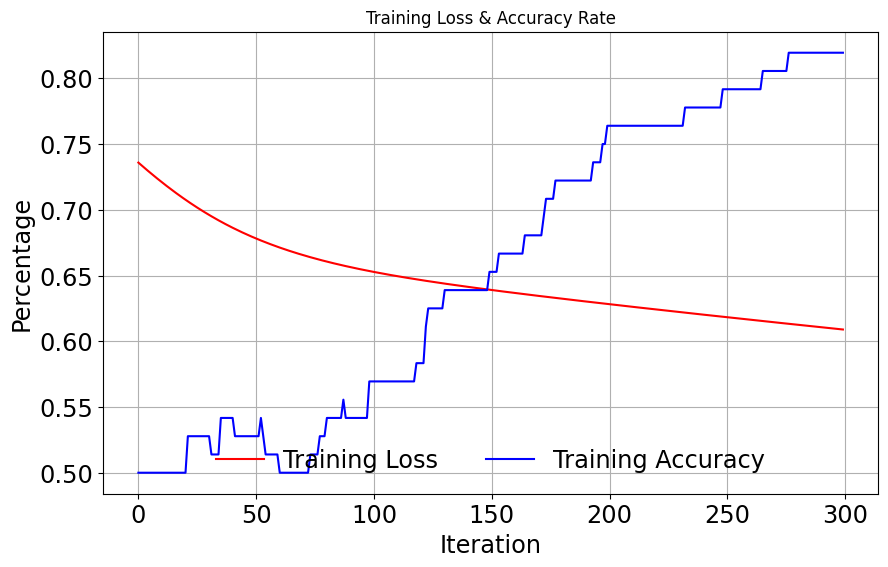 Training Loss & Accuracy Rate
0.80
0.75
0.70
0.65
0.60
0.55
0.50
Percentage
Training Loss Training Accuracy
0 50 100 150 200 250 300
Iteration